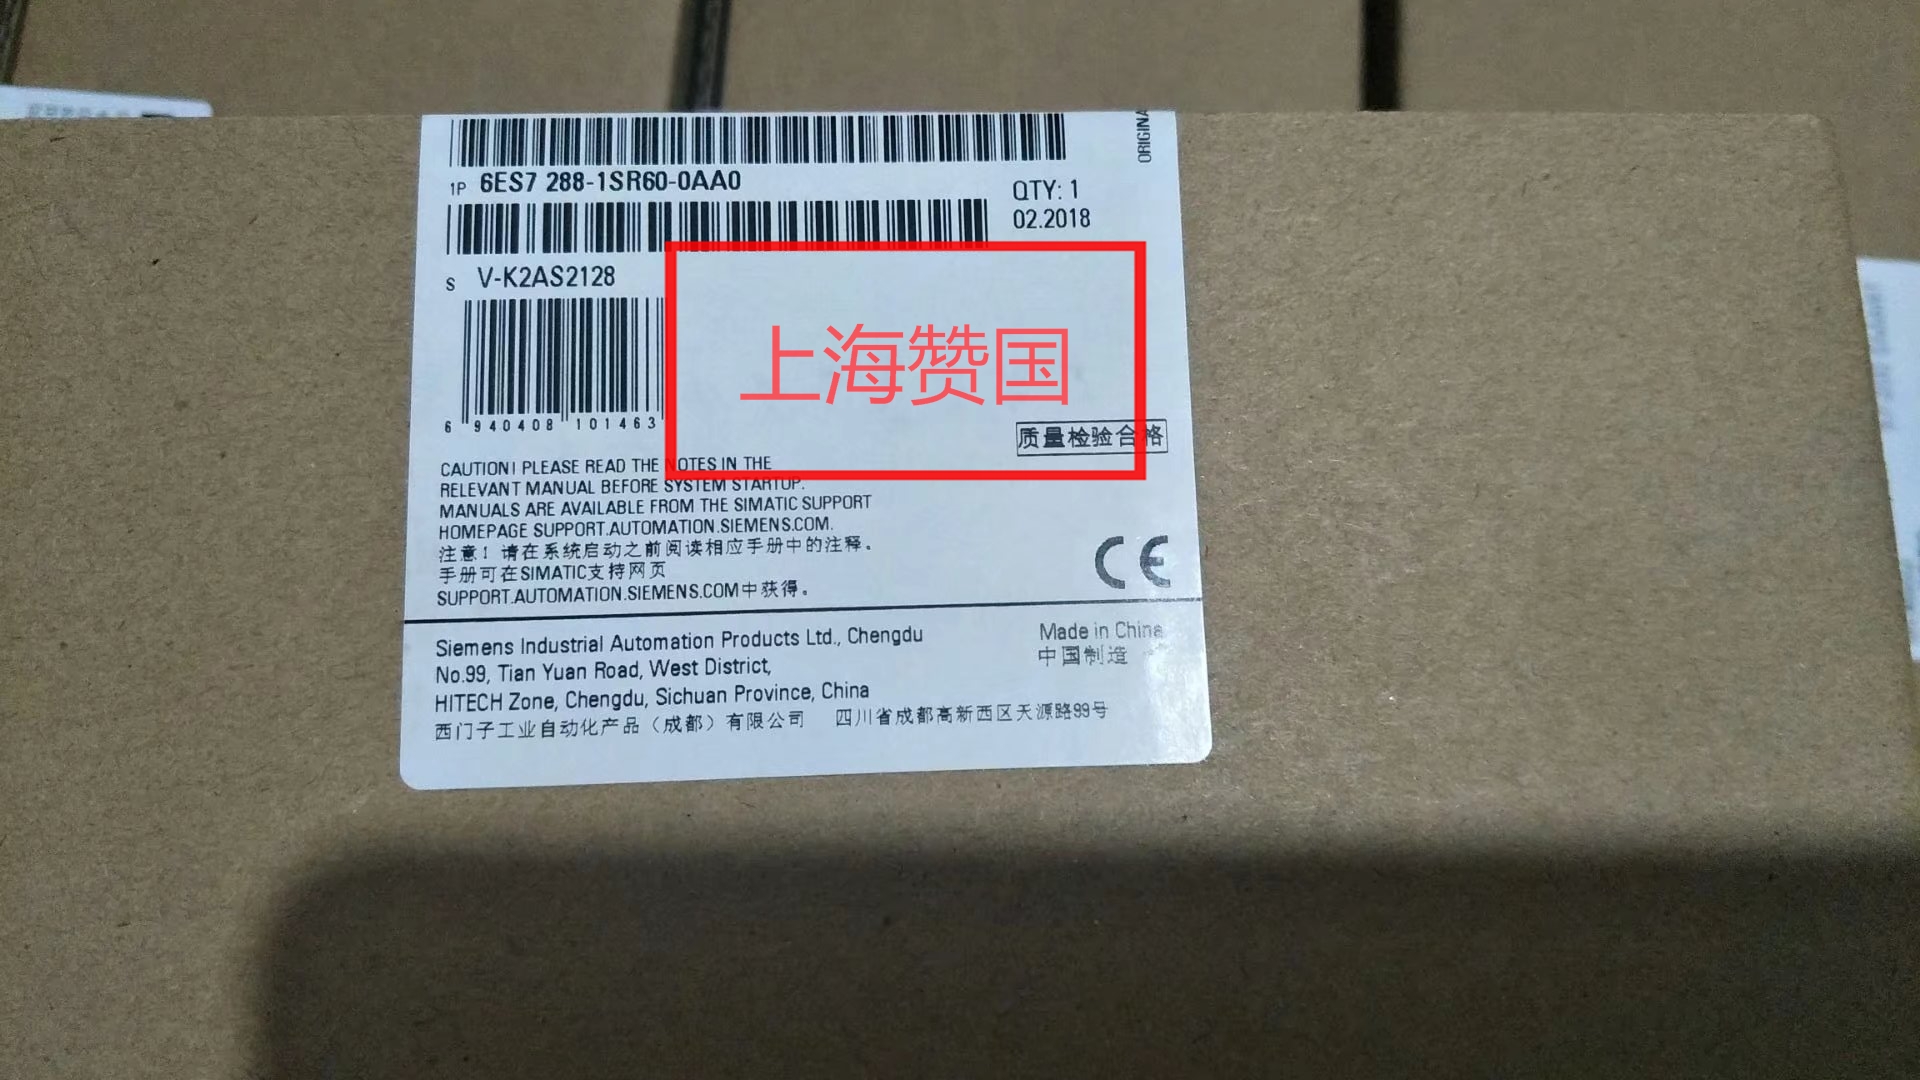 ORIGINA
1P 6ES7 288-1SR60-0AA0
QTY: 1
02.2018
S V-K2AS2128
上海赞国
6 940408 101463
质量检验合格
CAUTION! PLEASE READ THE NOTES IN THE
RELEVANT MANUAL BEFORE SYSTEM STARTUP.
MANUALS ARE AVAILABLE FROM THE SIMATIC SUPPORT
HOMEPAGE SUPPORT.AUTOMATION.SIEMENS.COM.
注意！请在系统启动之前阅读相应手册中的注释。
手册可在SIMATIC支持网页
SUPPORT.AUTOMATION.SIEMENS.COM中获得。
CE
Siemens Industrial Automation Products Ltd., Chengdu
No.99, Tian Yuan Road, West District,
HITECH Zone, Chengdu, Sichuan Province, China
西门子工业自动化产品（成都）有限公司 四川省成都高新西区天源路99号
Made in China
中国制造